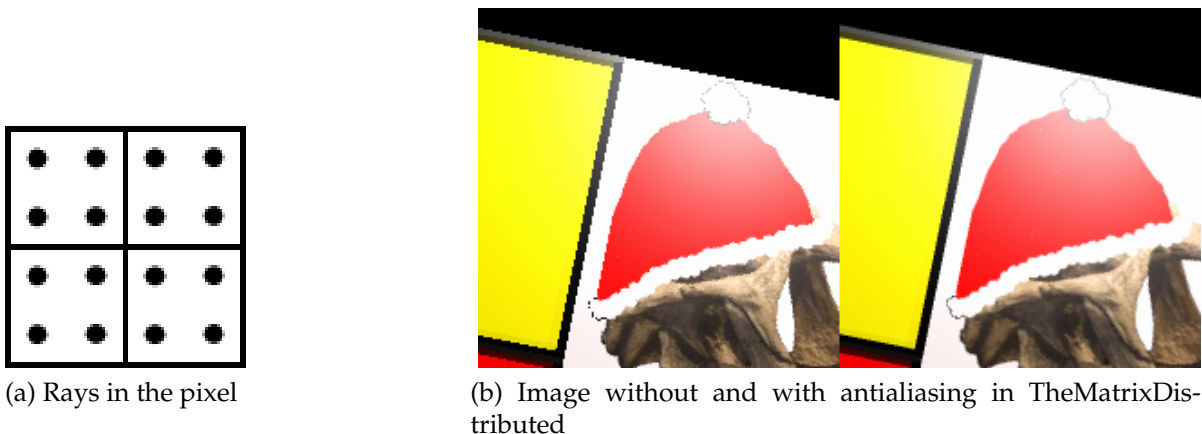 (a) Rays in the pixel
(b) Image without and with antialiasing in TheMatrixDis-
tributed